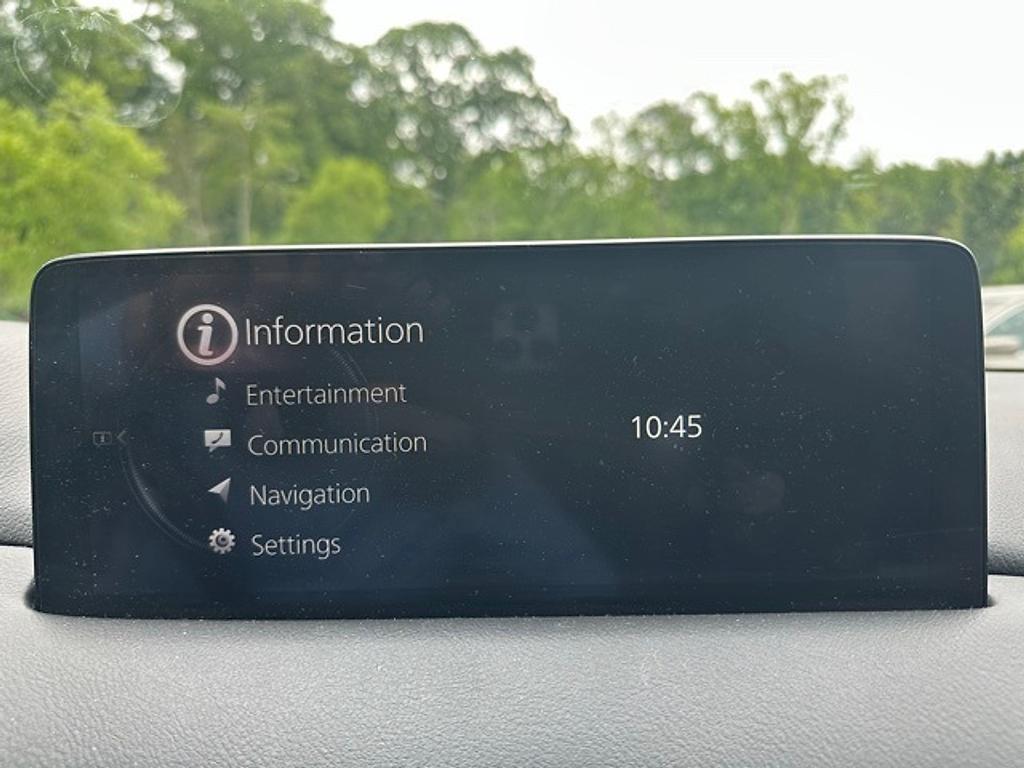 Information
Entertainment
Communication
10:45
Navigation
Settings